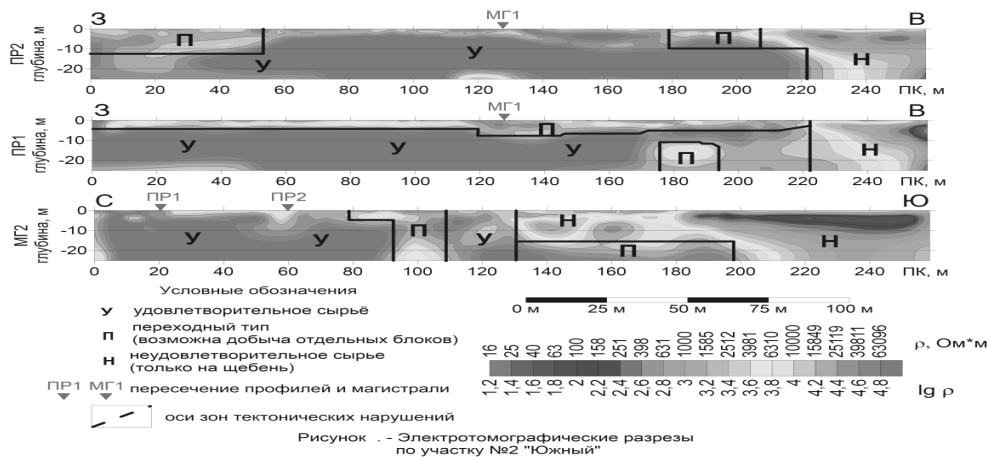 З МГ1 В
ПР2
глубина, м
0
-10
-20
П У У П Н
0 20 40 60 80 100 120 140 160 180 200 220 240 ПК, м
З МГ1 В
ПР1
глубина, м
0
-10
-20
У У П У П Н
0 20 40 60 80 100 120 140 160 180 200 220 240 ПК, м
С ПР1 ПР2 Ю
МГ2
глубина, м
0
-10
-20
У У П У Н П Н
0 20 40 60 80 100 120 140 160 180 200 220 240 ПК, м
Условные обозначения
У удовлетворительное сырьё
П переходный тип
(возможна добыча отдельных блоков)
Н неудовлетворительное сырье
(только на щебень)
ПР1 МГ1 пересечение профилей и магистрали
оси зон тектонических нарушений
0 м 25 м 50 м 75 м 100 м
16 25 40 63 100 158 251 398 631 1000 1585 2512 3981 6310 10000 15849 25119 39811 63096 ρ, Ом*м
1,2 1,4 1,6 1,8 2 2,2 2,4 2,6 2,8 3 3,2 3,4 3,6 3,8 4 4,2 4,4 4,6 4,8 lg ρ
Рисунок . - Электротомографические разрезы
по участку №2 "Южный"